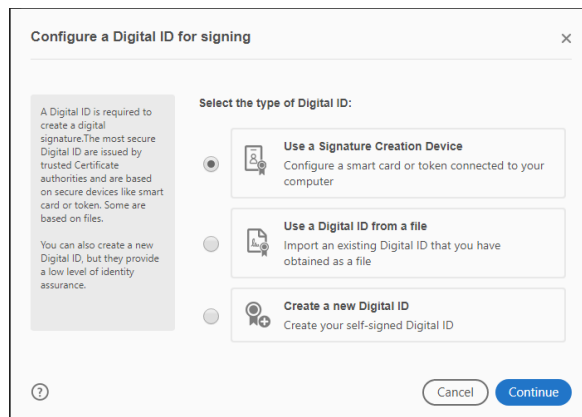 Configure a Digital ID for signing
A Digital ID is required to
create a digital
signature.The most secure
Digital ID are issued by
trusted Certificate
authorities and are based
on secure devices like smart
card or token. Some are
based on files.
You can also create a new
Digital ID, but they provide
a low level of identity
assurance.
Select the type of Digital ID:
Use a Signature Creation Device
Configure a smart card or token connected to your
computer
Use a Digital ID from a file
Import an existing Digital ID that you have
obtained as a file
Create a new Digital ID
Create your self-signed Digital ID
Cancel
Continue